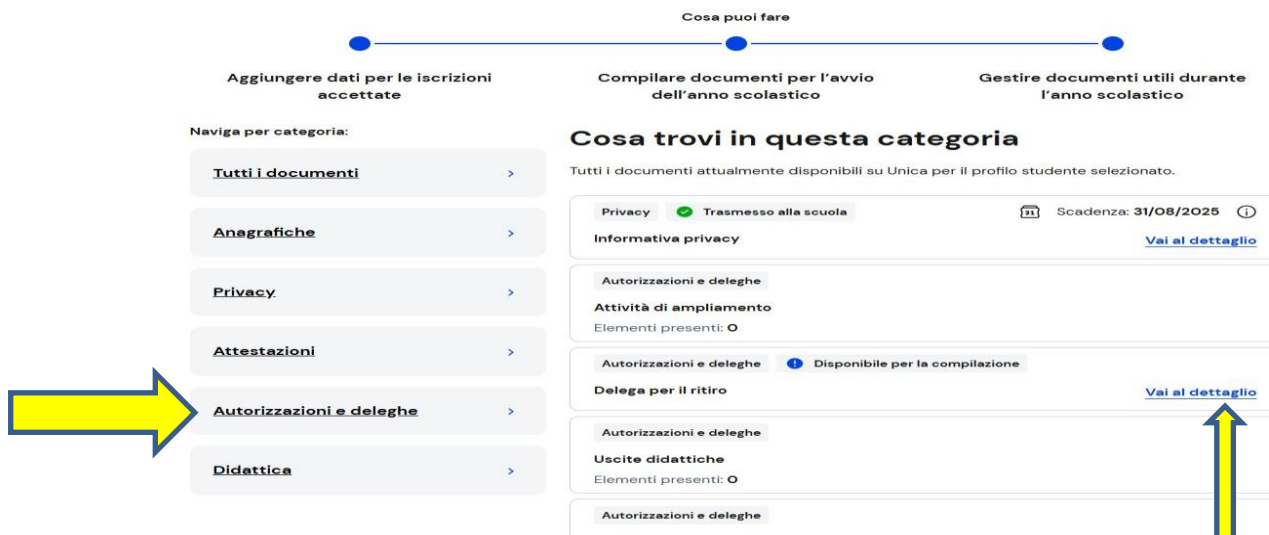 Cosa puoi fare
Aggiungere dati per le iscrizioni
accettate
Compilare documenti per l'avvio
dell'anno scolastico
Gestire documenti utili durante
l'anno scolastico
Naviga per categoria:
Tutti i documenti
Anagrafiche
Privacy
Attestazioni
Autorizzazioni e deleghe
Didattica
Cosa trovi in questa categoria
Tutti i documenti attualmente disponibili su Unica per il profilo studente selezionato.
Privacy Trasmesso alla scuola 31 Scadenza: 31/08/2025
Informativa privacy Vai al dettaglio
Autorizzazioni e deleghe
Attività di ampliamento
Elementi presenti: 0
Autorizzazioni e deleghe Disponibile per la compilazione
Delega per il ritiro Vai al dettaglio
Autorizzazioni e deleghe
Uscite didattiche
Elementi presenti: 0
Autorizzazioni e deleghe